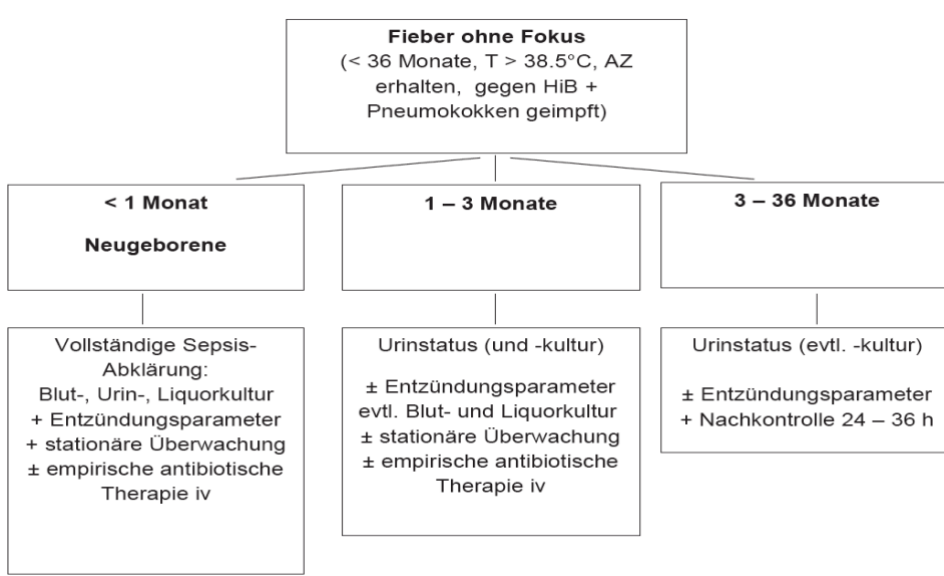 Fieber ohne Fokus
(< 36 Monate, T > 38.5°C, AZ
erhalten,  gegen HiB +
Pneumokokken geimpft)
< 1 Monat
Neugeborene
1 – 3 Monate
3 – 36 Monate
Vollständige Sepsis-
Abklärung:
Blut-, Urin-, Liquorkultur
+ Entzündungsparameter
+ stationäre Überwachung
± empirische antibiotische
Therapie iv
Urinstatus (und -kultur)
± Entzündungsparameter
evtl. Blut- und Liquorkultur
± stationäre Überwachung
± empirische antibiotische
Therapie iv
Urinstatus (evtl. -kultur)
± Entzündungsparameter
+ Nachkontrolle 24 – 36 h